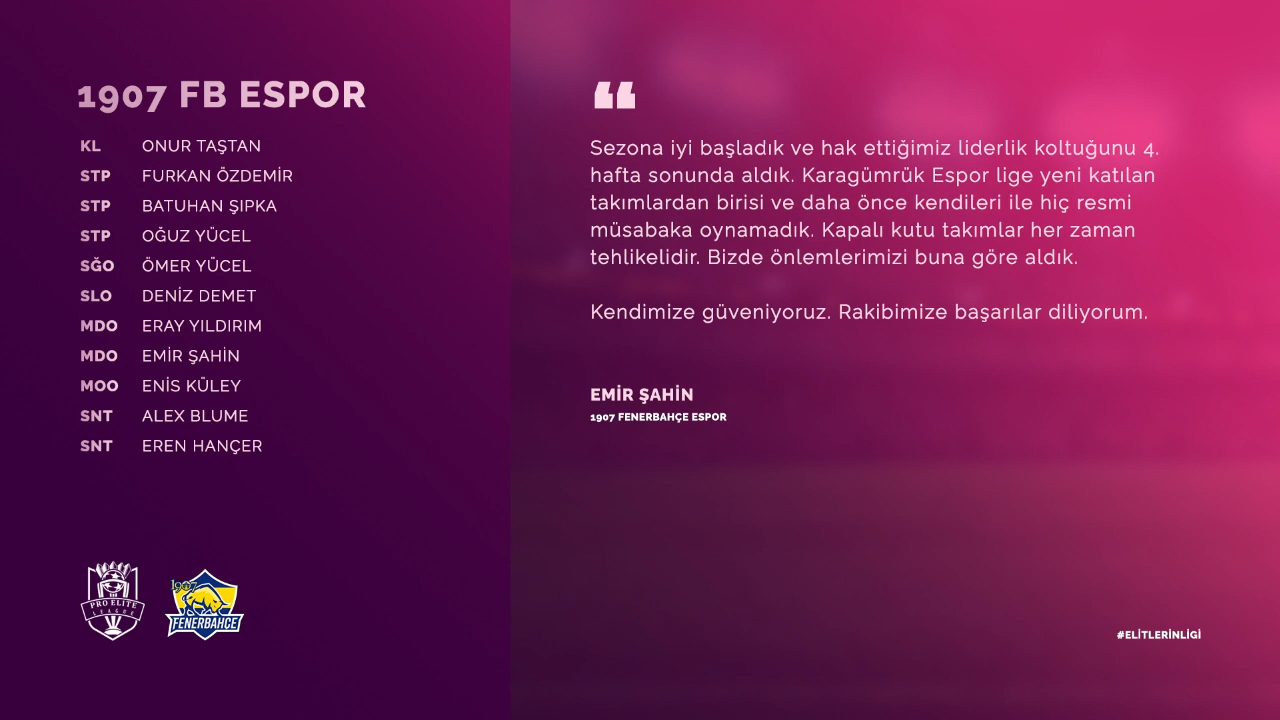 1907 FB ESPOR
KL ONUR TAŞTAN
STP FURKAN ÖZDEMİR
STP BATUHAN ŞIPKA
STP OĞUZ YÜCEL
SĞO ÖMER YÜCEL
SLO DENİZ DEMET
MDO ERAY YILDIRIM
MDO EMİR ŞAHİN
MOO ENİS KÜLEY
SNT ALEX BLUME
SNT EREN HANÇER
PRO ELITE
LEAGUE
1907
FENERBAHÇE
“
Sezona iyi başladık ve hak ettiğimiz liderlik koltuğunu 4.
hafta sonunda aldık. Karagümrük Espor lige yeni katılan
takımlardan birisi ve daha önce kendileri ile hiç resmi
müsabaka oynamadık. Kapalı kutu takımlar her zaman
tehlikelidir. Bizde önlemlerimizi buna göre aldık.
Kendimize güveniyoruz. Rakibimize başarılar diliyorum.
EMİR ŞAHİN
1907 FENERBAHÇE ESPOR
#ELİTLERİNLİGİ